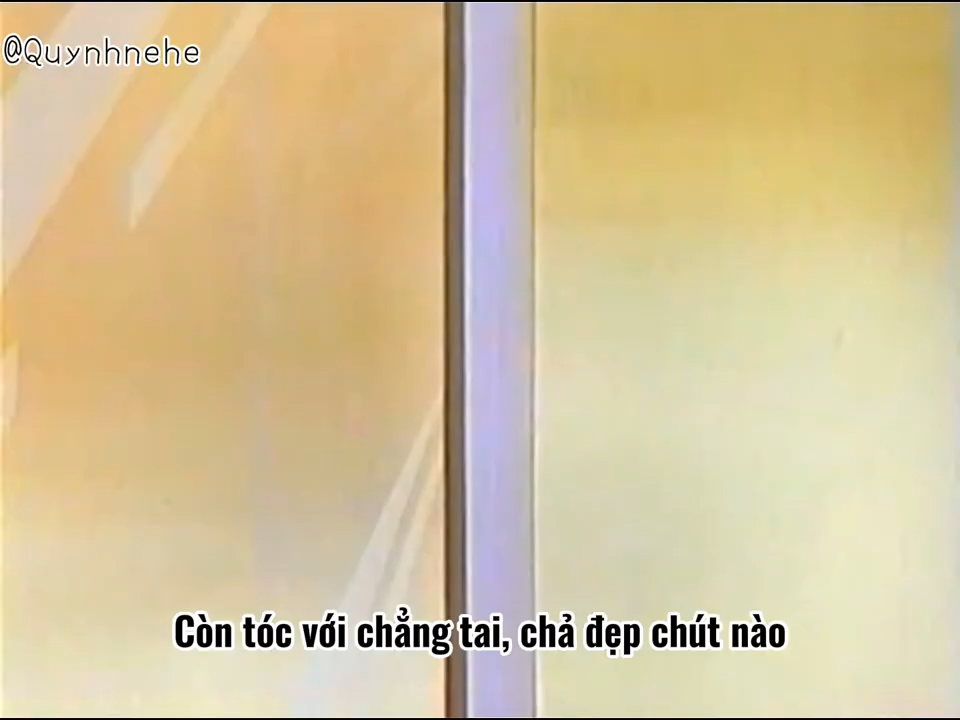 @Quynhnehe
Còn tóc với chẳng tai, chả đẹp chút nào